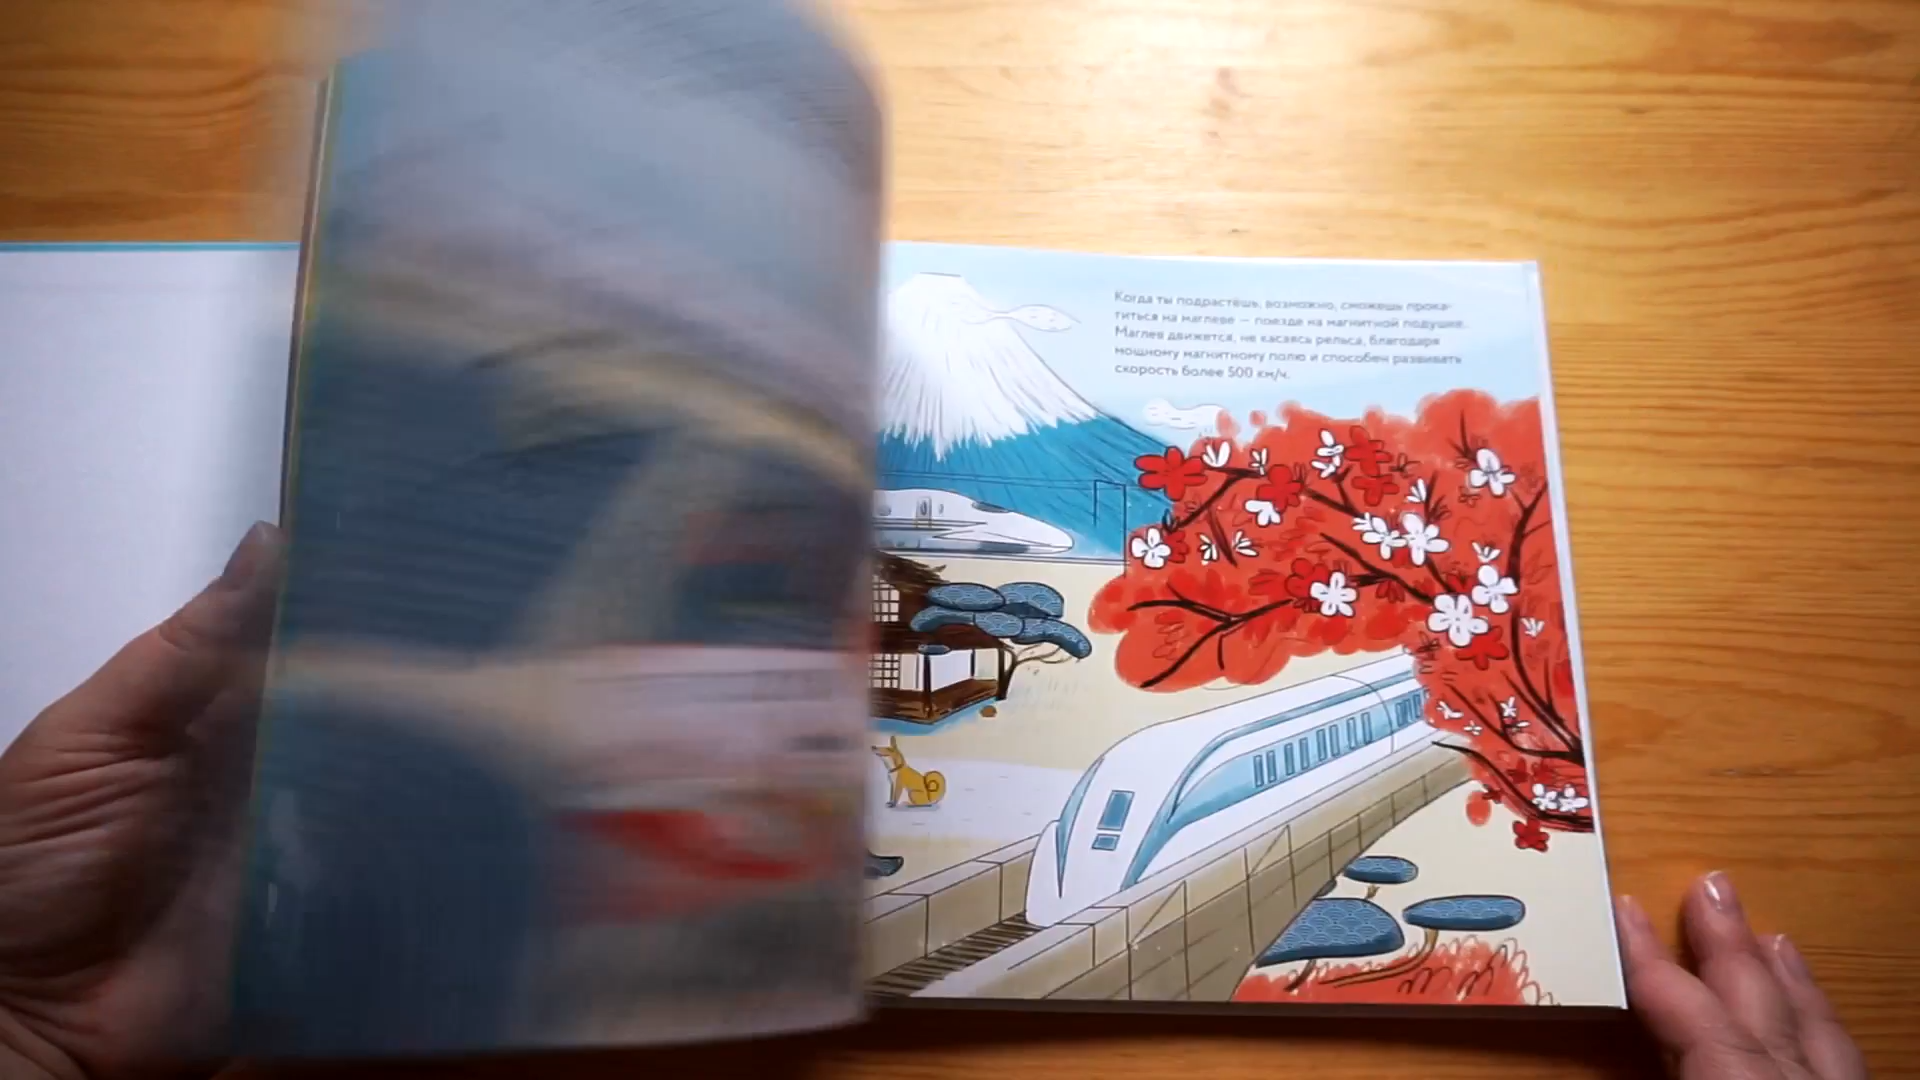 Когда ты подрастёшь, возможно, сможешь прока-
титься на маглеве — поезде на магнитной подушке.
Маглев движется, не касаясь рельса, благодаря
мощному магнитному полю и способен развивать
скорость более 500 км/ч.